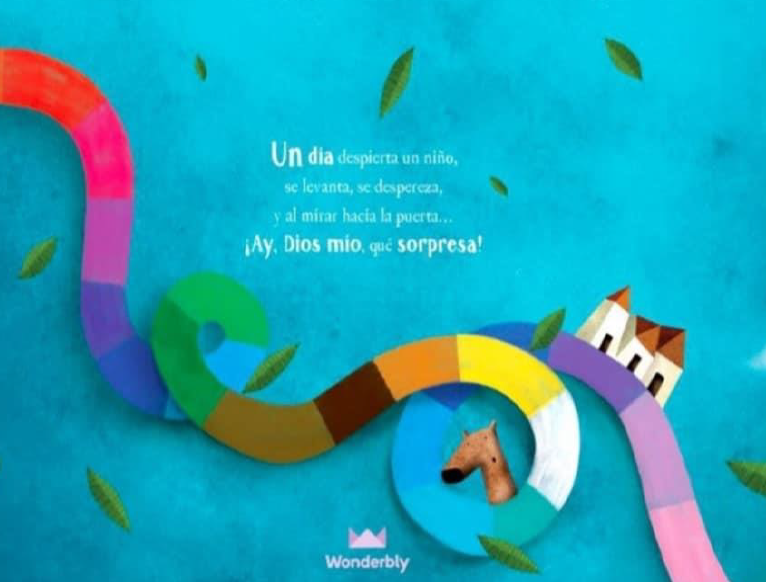 Un dia despierta un niño,
se levanta, se despereza,
y al mirar hacia la puerta...
¡Ay, Dios mío, qué sorpresa!
Wonderbly